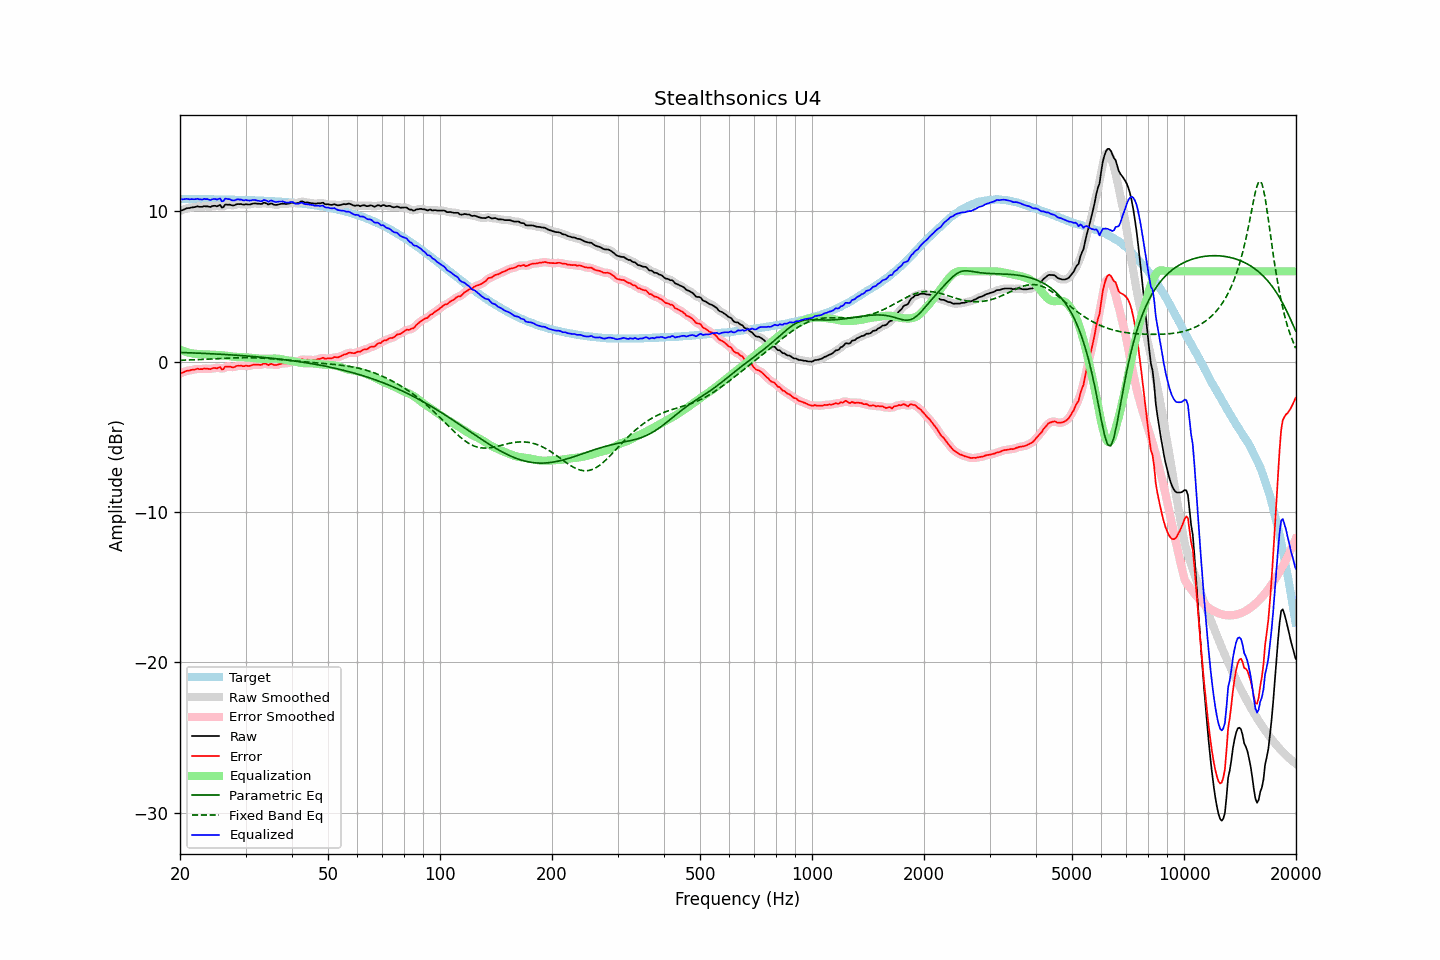 Stealthsonics U4
Amplitude (dBr)
10
0
−10
−20
−30
Target
Raw Smoothed
Error Smoothed
Raw
Error
Equalization
Parametric Eq
Fixed Band Eq
Equalized
20 50 100 200 500 1000 2000 5000 10000 20000
Frequency (Hz)